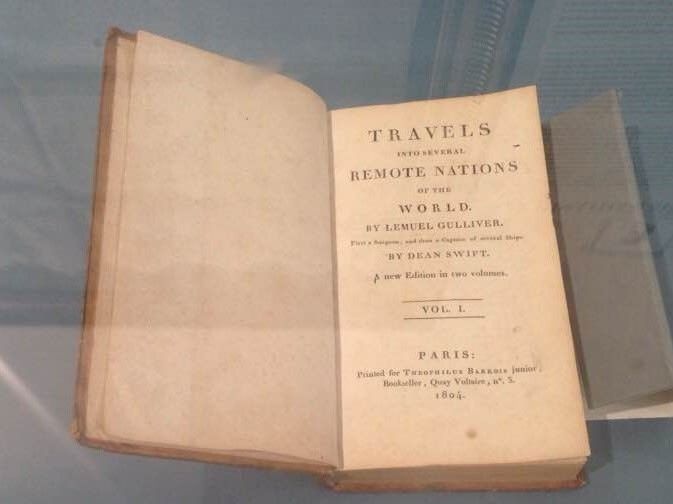 TRAVELS
INTO SEVERAL
REMOTE NATIONS
OF THE
WORLD.
BY LEMUEL GULLIVER.
First a Surgeon, and then a Captain of several Ships.
BY DEAN SWIFT.
A new Edition in two volumes.
VOL. I.
PARIS:
Printed for THEOPHILUS BARROIS junior,
Bookseller, Quay Voltaire, nº. 3.
1804.